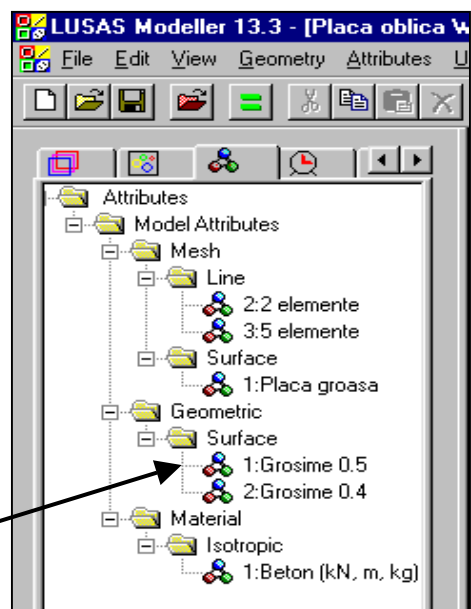 LUSAS Modeller 13.3 - [Placa oblica
File Edit View Geometry Attributes
Attributes
Model Attributes
Mesh
Line
2:2 elemente
3:5 elemente
Surface
1:Placa groasa
Geometric
Surface
1:Grosime 0.5
2:Grosime 0.4
Material
Isotropic
1:Beton (kN, m, kg)